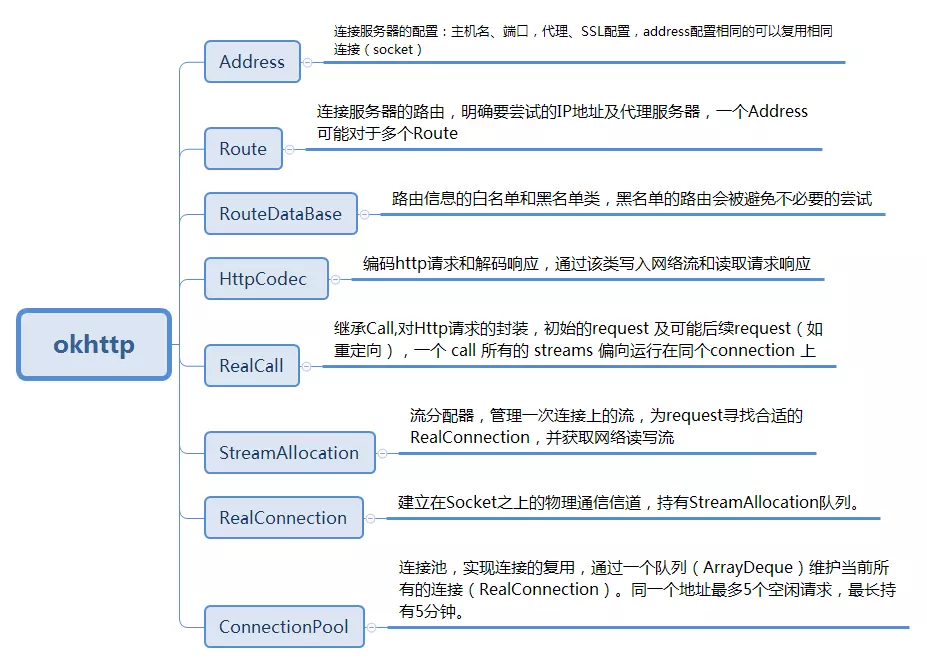 okhttp
Address
连接服务器的配置：主机名、端口，代理、SSL配置，address配置相同的可以复用相同
连接（socket）
Route
连接服务器的路由，明确要尝试的IP地址及代理服务器，一个Address
可能对于多个Route
RouteDataBase
路由信息的白名单和黑名单类，黑名单的路由会被避免不必要的尝试
HttpCodec
编码http请求和解码响应，通过该类写入网络流和读取请求响应
RealCall
继承Call,对Http请求的封装，初始的request 及可能后续request（如
重定向），一个 call 所有的 streams 偏向运行在同个connection 上
StreamAllocation
流分配器，管理一次连接上的流，为request寻找合适的
RealConnection，并获取网络读写流
RealConnection
建立在Socket之上的物理通信信道，持有StreamAllocation队列。
ConnectionPool
连接池，实现连接的复用，通过一个队列（ArrayDeque）维护当前所
有的连接（RealConnection）。同一个地址最多5个空闲请求，最长持
有5分钟。